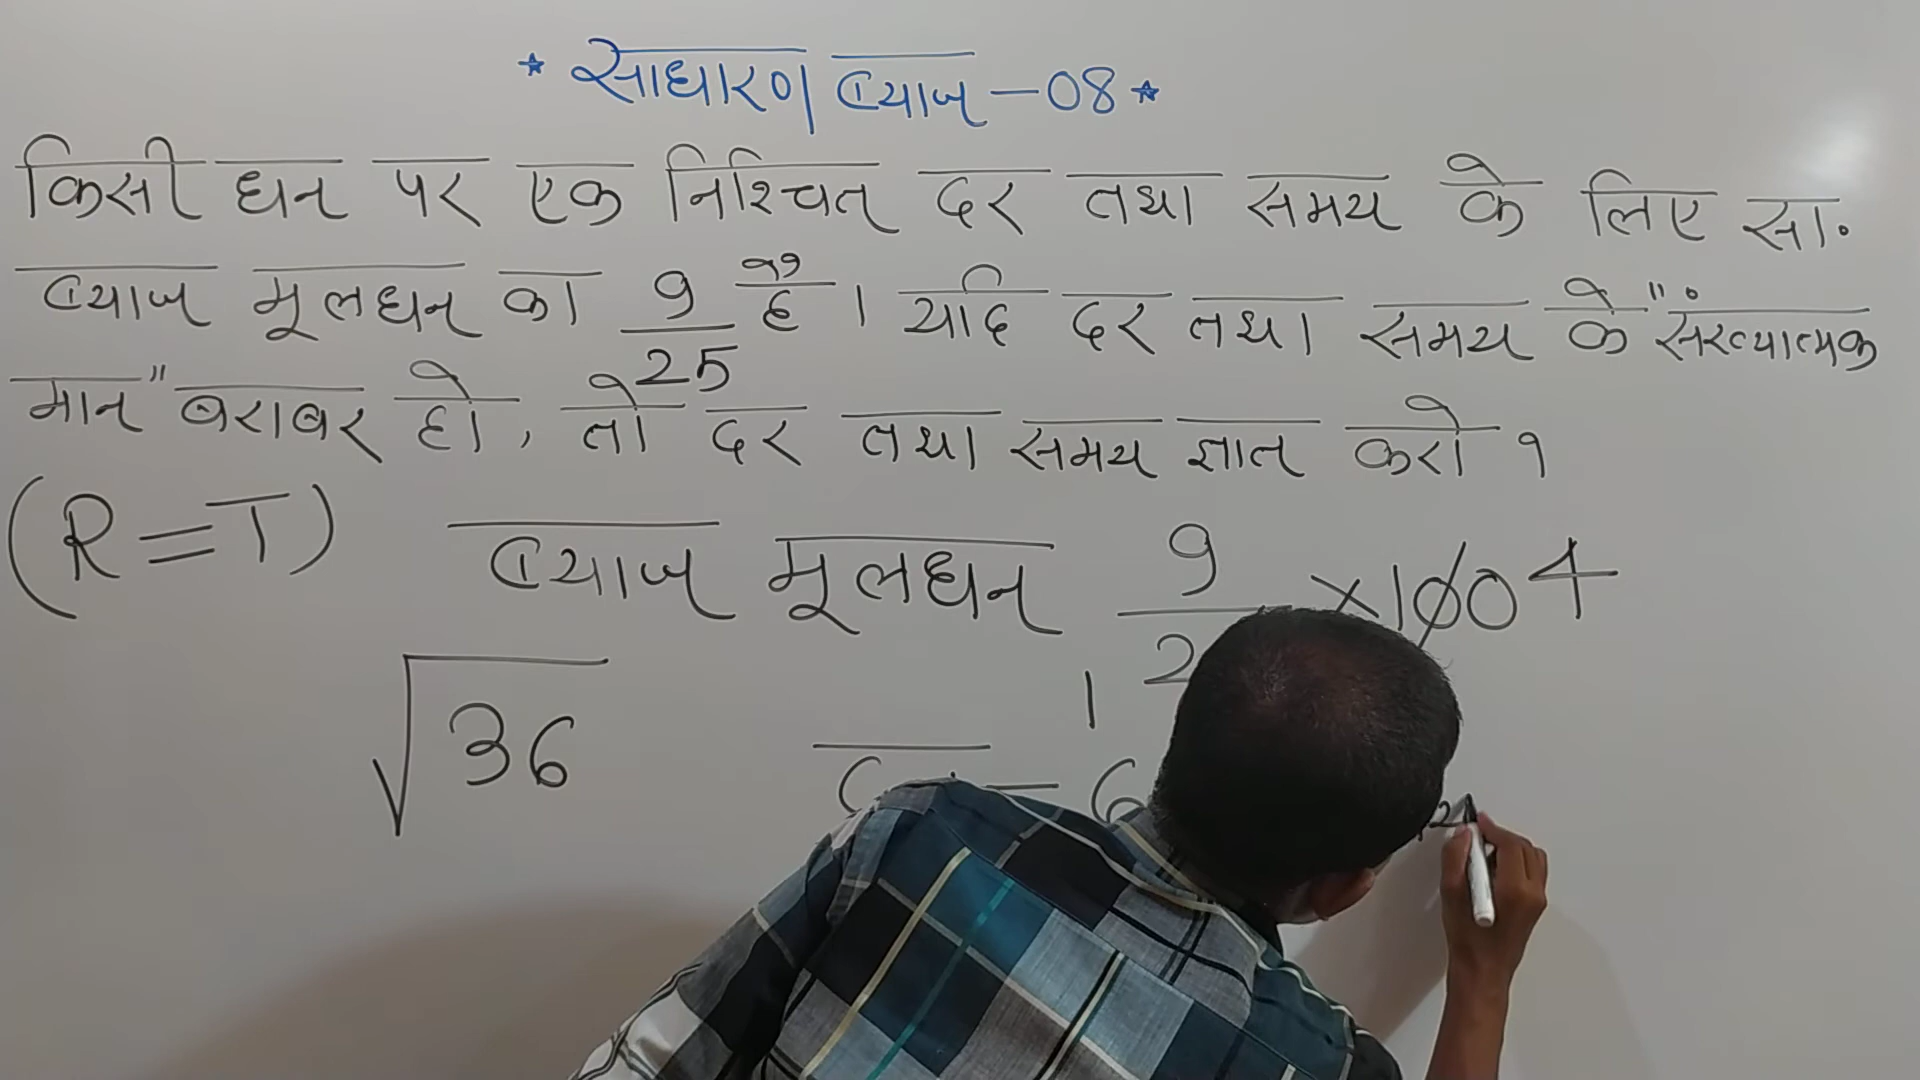 * साधारण ब्याज - 08 *
किसी धन पर एक निश्चित दर तथा समय के लिए सा.
ब्याज मूलधन का 9/25 है। यदि दर तथा समय के "संख्यात्मक
मान" बराबर हो, तो दर तथा समय ज्ञात करो ?
(R=T) ब्याज मूलधन 9 × 100 4
2
1
√36
= 6